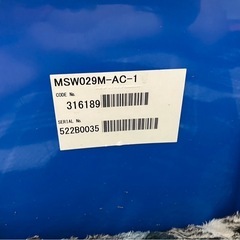 MSW029M-AC-1
CODE №
316189
SERIAL №
522B0035